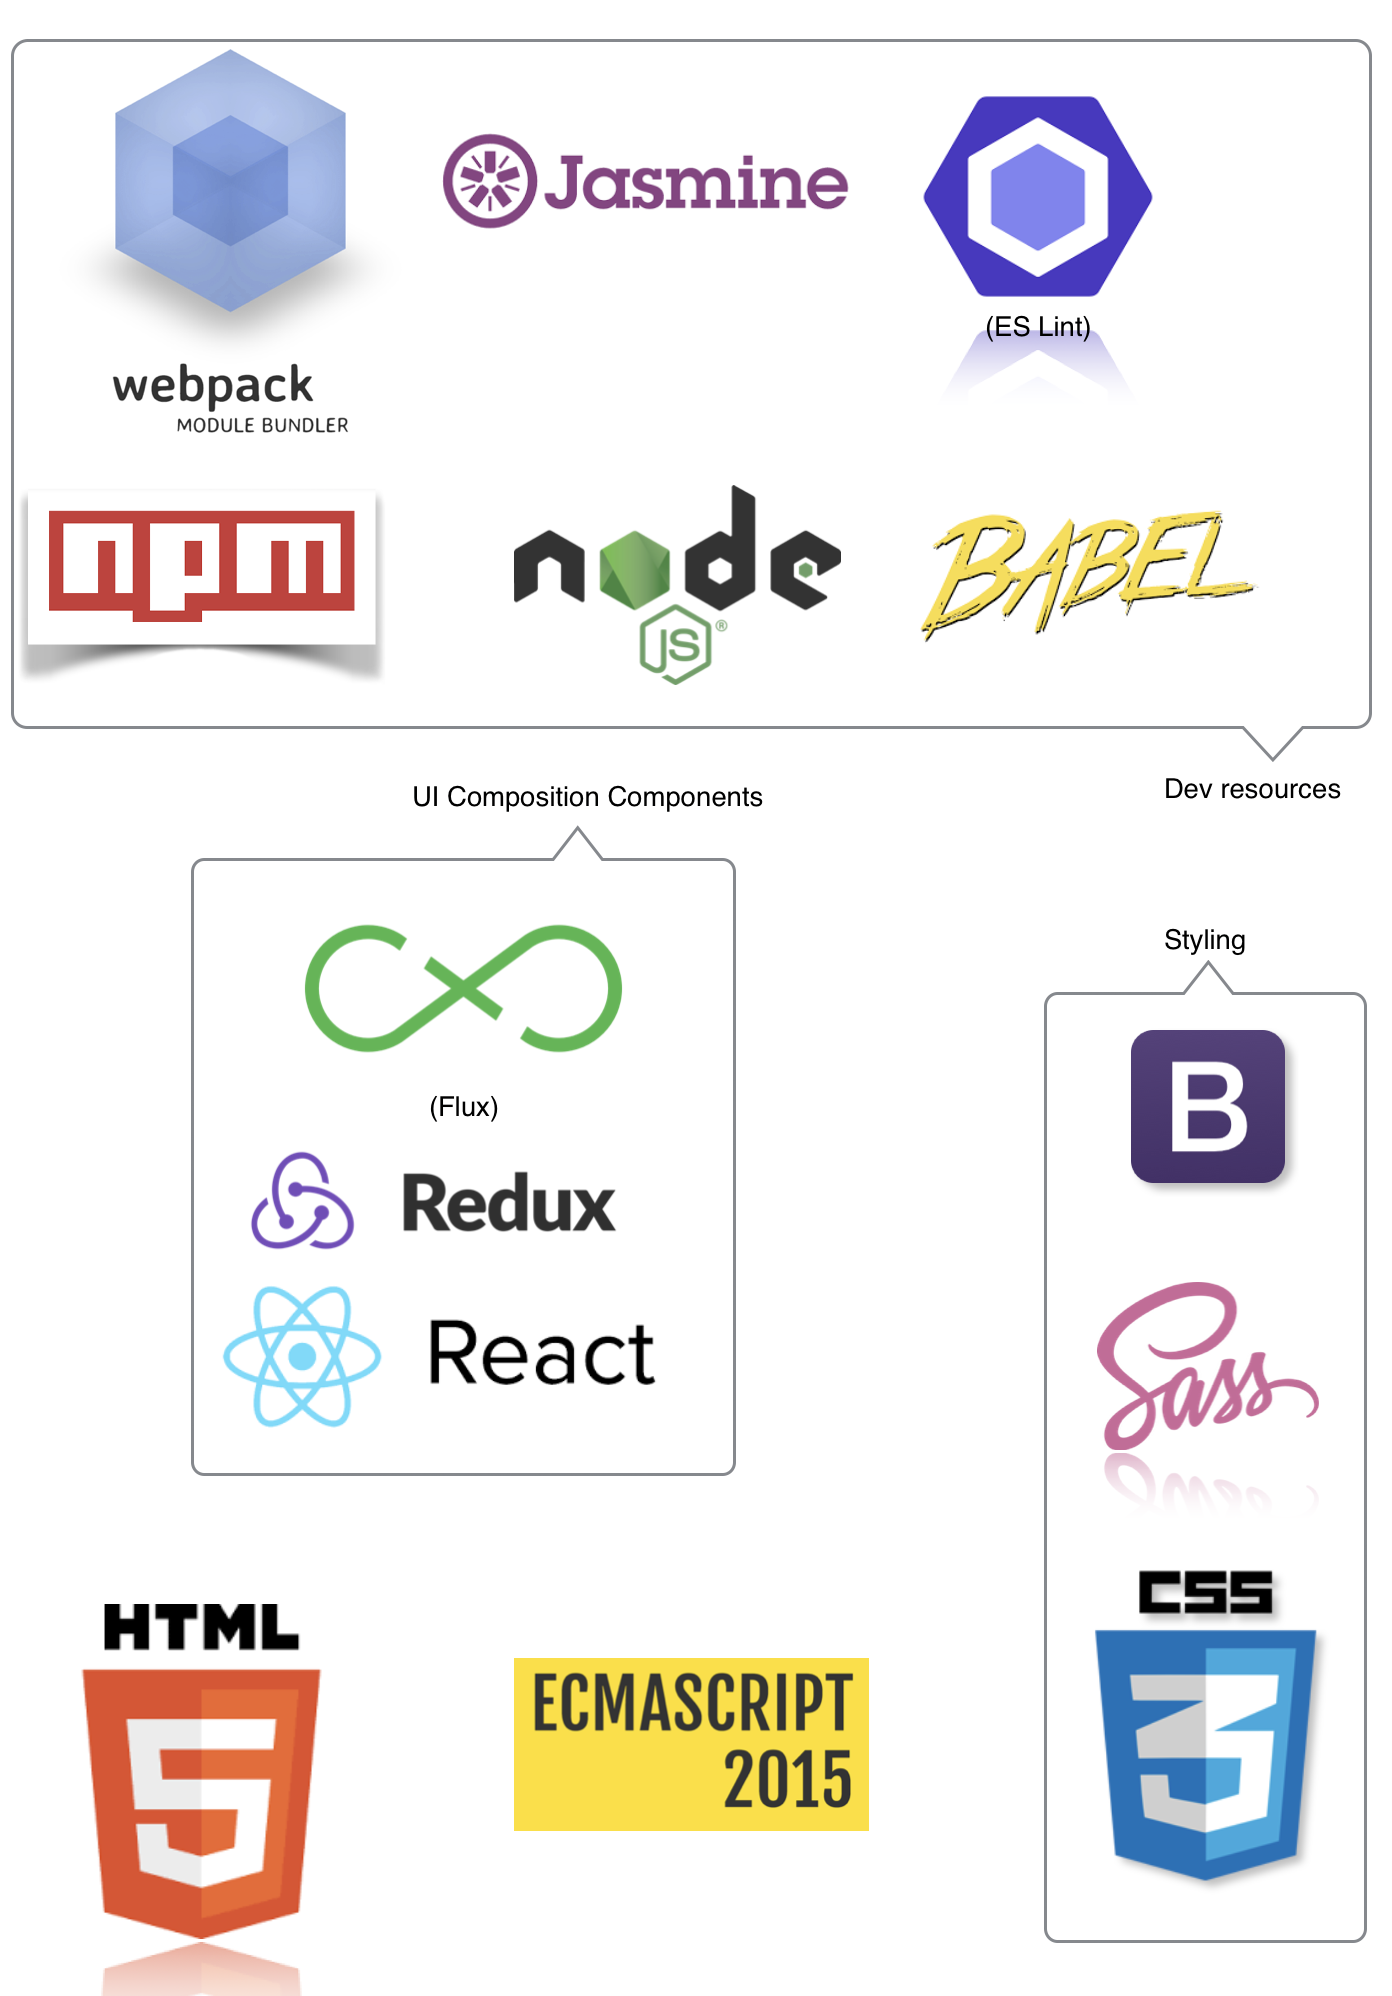 Jasmine
(ES Lint)
webpack
MODULE BUNDLER
npm
node
JS®
BABEL
Dev resources
UI Composition Components
Styling
B
(Flux)
Redux
React
Sass
HTML
5
ECMASCRIPT
2015
CSS
3